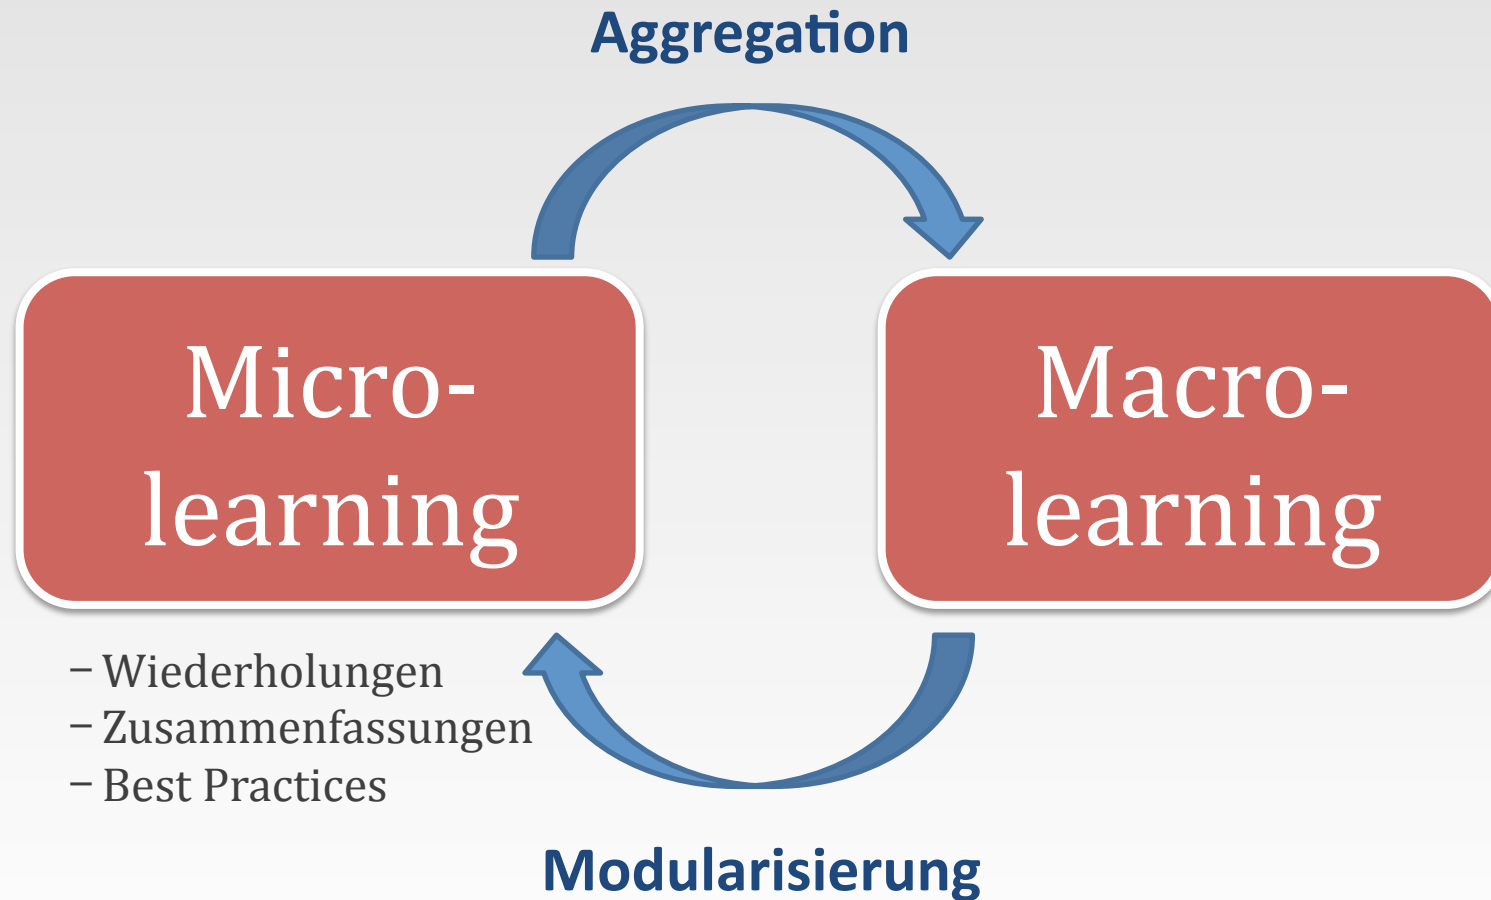 Aggregation
Micro-
learning
Macro-
learning
– Wiederholungen
– Zusammenfassungen
– Best Practices
Modularisierung